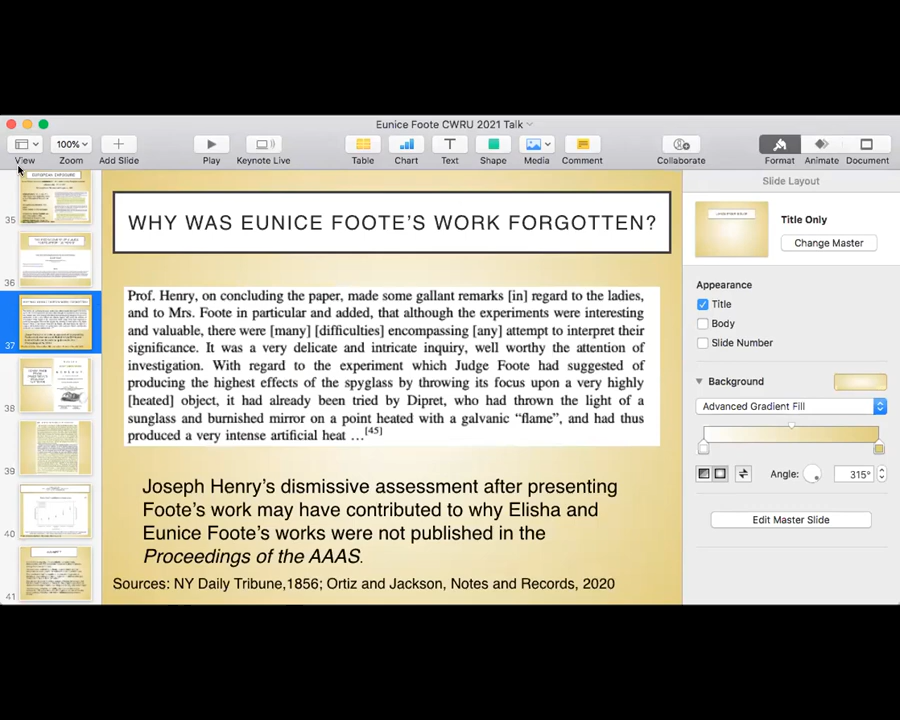 Eunice Foote CWRU 2021 Talk
View
100%
Zoom
Add Slide
Play
Keynote Live
Table
Chart
Text
Shape
Media
Comment
Collaborate
Format
Animate
Document
EUROPEAN EXPOSURE
35
36
37
38
39
40
41
WHY WAS EUNICE FOOTE'S WORK FORGOTTEN?
Prof. Henry, on concluding the paper, made some gallant remarks [in] regard to the ladies,
and to Mrs. Foote in particular and added, that although the experiments were interesting
and valuable, there were [many] [difficulties] encompassing [any] attempt to interpret their
significance. It was a very delicate and intricate inquiry, well worthy the attention of
investigation. With regard to the experiment which Judge Foote had suggested of
producing the highest effects of the spyglass by throwing its focus upon a very highly
[heated] object, it had already been tried by Dipret, who had thrown the light of a
sunglass and burnished mirror on a point heated with a galvanic “flame”, and had thus
produced a very intense artificial heat …[45]
Joseph Henry's dismissive assessment after presenting
Foote's work may have contributed to why Elisha and
Eunice Foote's works were not published in the
Proceedings of the AAAS.
Sources: NY Daily Tribune,1856; Ortiz and Jackson, Notes and Records, 2020
Slide Layout
Title Only
Change Master
Appearance
Title
Body
Slide Number
Background
Advanced Gradient Fill
Angle:
315°
Edit Master Slide